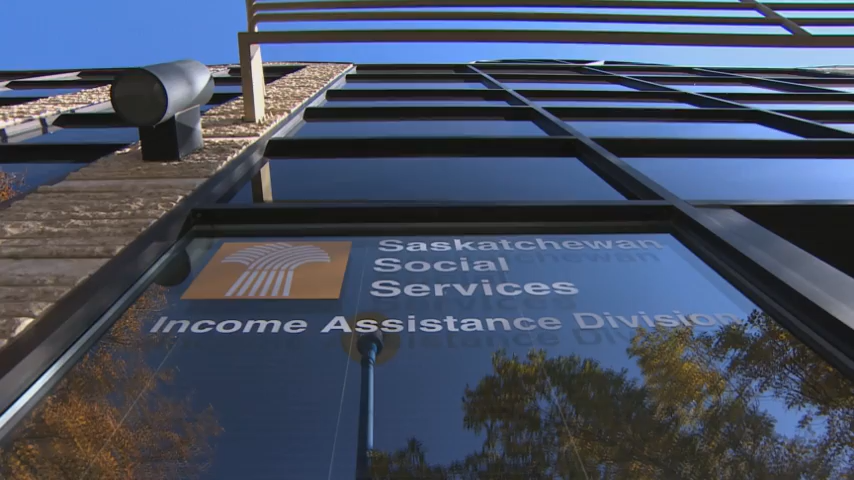 Saskatchewan
Social
Services
Income Assistance Division